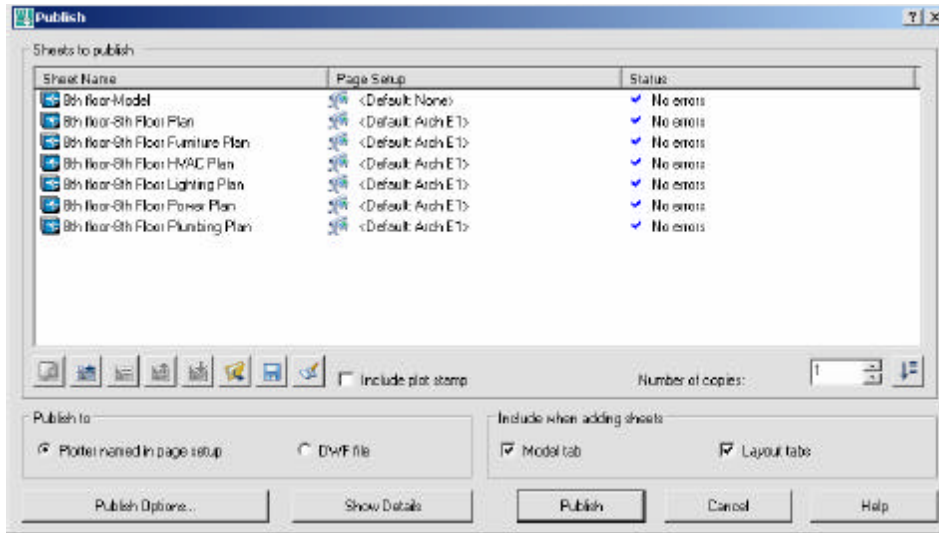 Publish
Sheets to publish
Sheet Name Page Setup Status
8th floor-Model <Default: None> No errors
8th floor-8th Floor Plan <Default: Arch E1> No errors
8th floor-8th Floor Furniture Plan <Default: Arch E1> No errors
8th floor-8th Floor HVAC Plan <Default: Arch E1> No errors
8th floor-8th Floor Lighting Plan <Default: Arch E1> No errors
8th floor-8th Floor Power Plan <Default: Arch E1> No errors
8th floor-8th Floor Plumbing Plan <Default: Arch E1> No errors
Include plot stamp Number of copies: 1
Publish to Include when adding sheets
Plotter named in page setup DWF file Model tab Layout tabs
Publish Options... Show Details Publish Cancel Help